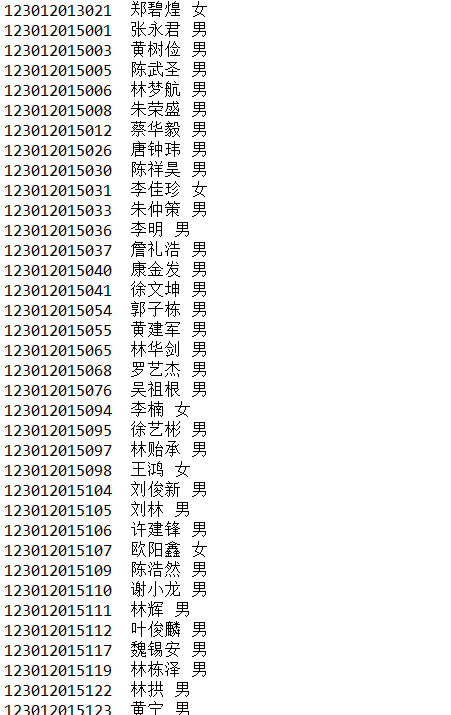 123012013021  郑碧煌 女
123012015001  张永君 男
123012015003  黄树俭 男
123012015005  陈武圣 男
123012015006  林梦航 男
123012015008  朱荣盛 男
123012015012  蔡华毅 男
123012015026  唐钟玮 男
123012015030  陈祥昊 男
123012015031  李佳珍 女
123012015033  朱仲策 男
123012015036  李明 男
123012015037  詹礼浩 男
123012015040  康金发 男
123012015041  徐文坤 男
123012015054  郭子栋 男
123012015055  黄建军 男
123012015065  林华剑 男
123012015068  罗艺杰 男
123012015076  吴祖根 男
123012015094  李楠 女
123012015095  徐艺彬 男
123012015097  林贻承 男
123012015098  王鸿 女
123012015104  刘俊新 男
123012015105  刘林 男
123012015106  许建锋 男
123012015107  欧阳鑫 女
123012015109  陈浩然 男
123012015110  谢小龙 男
123012015111  林辉 男
123012015112  叶俊麟 男
123012015117  魏锡安 男
123012015119  林栋泽 男
123012015122  林拱 男
123012015123  黄宁 男